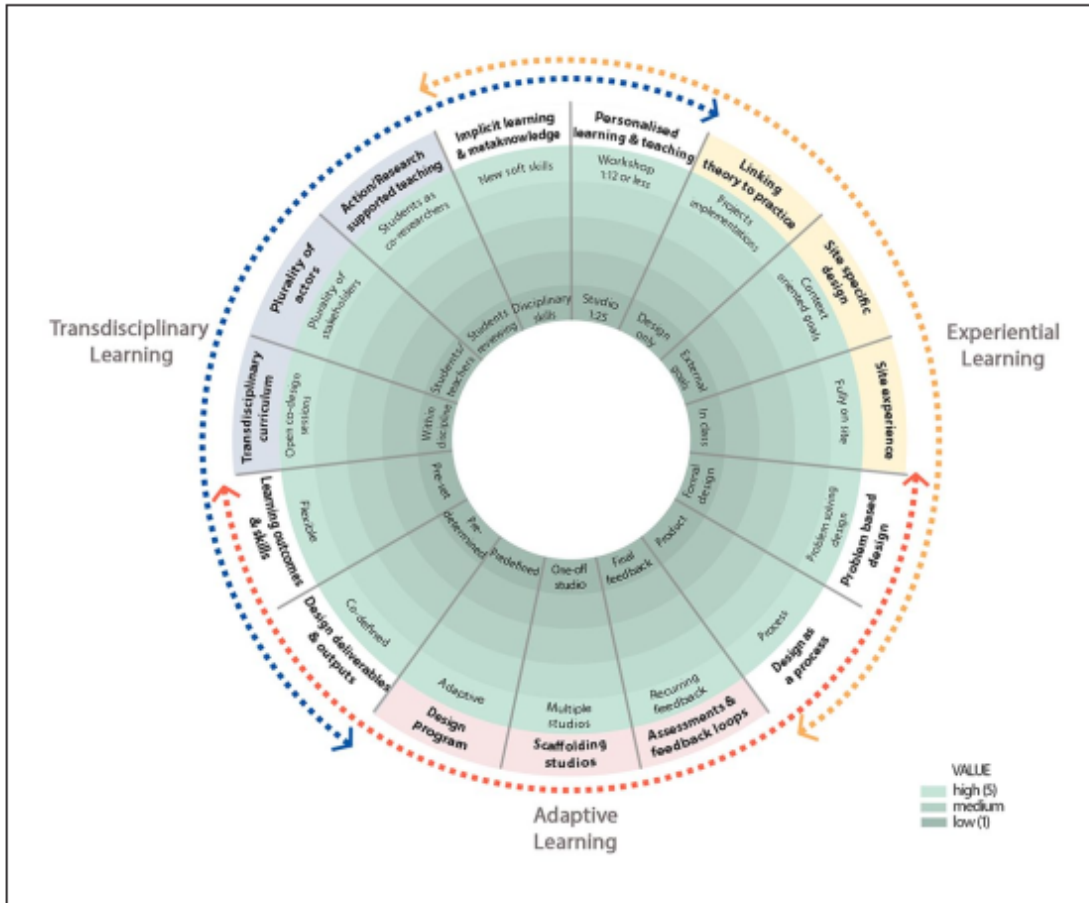 Implicit learning
& metaknowledge
New soft skills
Disciplinary
skills
Personalised
learning & teaching
Workshop
1:12 or less
Studio
1:25
Linking
theory to practice
Projects
implementations
Design
only
Site specific
design
Context
oriented goals
External
goals
Site experience
Fully on site
In class
Problem based
design
Problem solving
design
Formal
design
Design as
a process
Process
Product
Assessments &
feedback loops
Recurring
feedback
Final
feedback
Scaffolding
studios
Multiple
studios
One-off
studio
Design
program
Adaptive
Predefined
Design deliverables
& outputs
Co-defined
Pre-
determined
Learning outcomes
& skills
Flexible
Pre-set
Transdisciplinary
curriculum
Open co-design
sessions
Within
discipline
Plurality of
actors
Plurality of
stakeholders
Students/
teachers
Action/Research
supported teaching
Students as
co-researchers
Students
reviewing
Transdisciplinary
Learning
Experiential
Learning
Adaptive
Learning
VALUE
high (5)
medium
low (1)